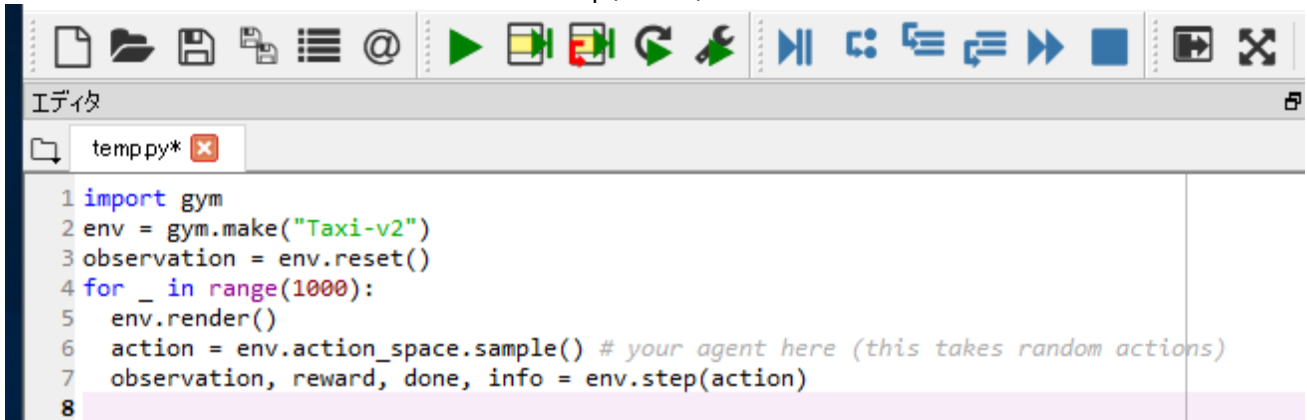 エディタ
temp.py*
1 import gym
2 env = gym.make("Taxi-v2")
3 observation = env.reset()
4 for _ in range(1000):
5   env.render()
6   action = env.action_space.sample() # your agent here (this takes random actions)
7   observation, reward, done, info = env.step(action)
8